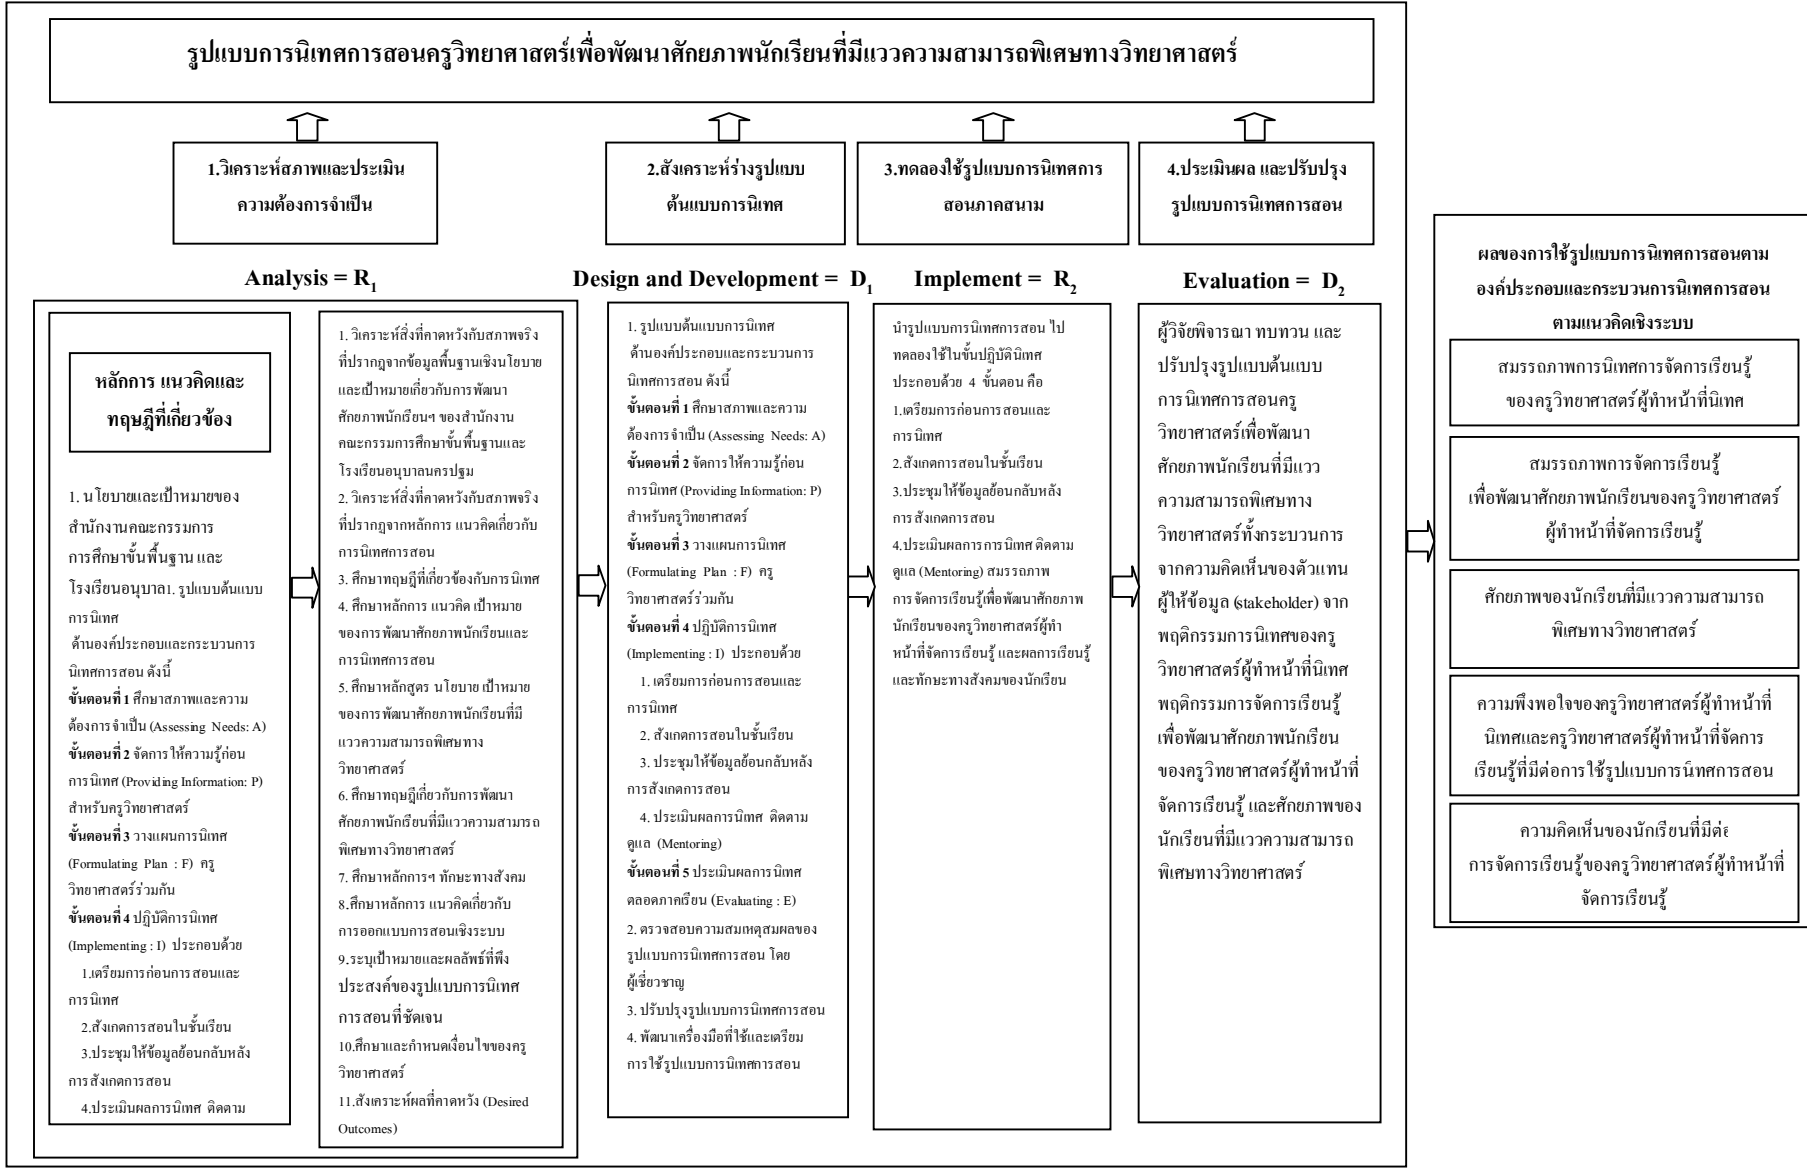 รูปแบบการนิเทศการสอนครูวิทยาศาสตร์เพื่อพัฒนาศักยภาพนักเรียนที่มีแววความสามารถพิเศษทางวิทยาศาสตร์
1.วิเคราะห์สภาพและประเมิน
ความต้องการจำเป็น
2.สังเคราะห์ร่างรูปแบบ
ต้นแบบการนิเทศ
3.ทดลองใช้รูปแบบการนิเทศการ
สอนภาคสนาม
4.ประเมินผล และปรับปรุง
รูปแบบการนิเทศการสอน
Analysis = R1
Design and Development = D1
Implement = R2
Evaluation = D2
หลักการ แนวคิดและ
ทฤษฎีที่เกี่ยวข้อง
1. นโยบายและเป้าหมายของ
สำนักงานคณะกรรมการ
การศึกษาขั้นพื้นฐาน และ
โรงเรียนอนุบาล1. รูปแบบต้นแบบ
การนิเทศ
ด้านองค์ประกอบและกระบวนการ
นิเทศการสอน ดังนี้
ขั้นตอนที่ 1 ศึกษาสภาพและความ
ต้องการจำเป็น (Assessing Needs: A)
ขั้นตอนที่ 2 จัดการให้ความรู้ก่อน
การนิเทศ (Providing Information: P)
สำหรับครูวิทยาศาสตร์
ขั้นตอนที่ 3 วางแผนการนิเทศ
(Formulating Plan : F) ครู
วิทยาศาสตร์ร่วมกัน
ขั้นตอนที่ 4 ปฏิบัติการนิเทศ
(Implementing : I) ประกอบด้วย
1.เตรียมการก่อนการสอนและ
การนิเทศ
2.สังเกตการสอนในชั้นเรียน
3.ประชุมให้ข้อมูลย้อนกลับหลัง
การสังเกตการสอน
4.ประเมินผลการนิเทศ ติดตาม
1. วิเคราะห์สิ่งที่คาดหวังกับสภาพจริง
ที่ปรากฎจากข้อมูลพื้นฐานเชิงนโยบาย
และเป้าหมายเกี่ยวกับการพัฒนา
ศักยภาพนักเรียนฯ ของสำนักงาน
คณะกรรมการศึกษาขั้นพื้นฐานและ
โรงเรียนอนุบาลนครปฐม
2. วิเคราะห์สิ่งที่คาดหวังกับสภาพจริง
ที่ปรากฎจากหลักการ แนวคิดเกี่ยวกับ
การนิเทศการสอน
3. ศึกษาทฤษฎีที่เกี่ยวข้องกับการนิเทศ
4. ศึกษาหลักการ แนวคิด เป้าหมาย
ของการพัฒนาศักยภาพนักเรียนและ
การนิเทศการสอน
5. ศึกษาหลักสูตร นโยบาย เป้าหมาย
ของการพัฒนาศักยภาพนักเรียนที่มี
แววความสามารถพิเศษทาง
วิทยาศาสตร์
6. ศึกษาทฤษฎีเกี่ยวกับการพัฒนา
ศักยภาพนักเรียนที่มีแววความสามารถ
พิเศษทางวิทยาศาสตร์
7. ศึกษาหลักการฯ ทักษะทางสังคม
8.ศึกษาหลักการ แนวคิดเกี่ยวกับ
การออกแบบการสอนเชิงระบบ
9.ระบุเป้าหมายและผลลัพธ์ที่พึง
ประสงค์ของรูปแบบการนิเทศ
การสอนที่ชัดเจน
10.ศึกษาและกำหนดเงื่อนไขของครู
วิทยาศาสตร์
11.สังเคราะห์ผลที่คาดหวัง (Desired
Outcomes)
1. รูปแบบต้นแบบการนิเทศ
ด้านองค์ประกอบและกระบวนการ
นิเทศการสอน ดังนี้
ขั้นตอนที่ 1 ศึกษาสภาพและความ
ต้องการจำเป็น (Assessing Needs: A)
ขั้นตอนที่ 2 จัดการให้ความรู้ก่อน
การนิเทศ (Providing Information: P)
สำหรับครูวิทยาศาสตร์
ขั้นตอนที่ 3 วางแผนการนิเทศ
(Formulating Plan : F) ครู
วิทยาศาสตร์ร่วมกัน
ขั้นตอนที่ 4 ปฏิบัติการนิเทศ
(Implementing : I) ประกอบด้วย
1. เตรียมการก่อนการสอนและ
การนิเทศ
2. สังเกตการสอนในชั้นเรียน
3. ประชุมให้ข้อมูลย้อนกลับหลัง
การสังเกตการสอน
4. ประเมินผลการนิเทศ ติดตาม
ดูแล (Mentoring)
ขั้นตอนที่ 5 ประเมินผลการนิเทศ
ตลอดภาคเรียน (Evaluating : E)
2. ตรวจสอบความสมเหตุสมผลของ
รูปแบบการนิเทศการสอน โดย
ผู้เชี่ยวชาญ
3. ปรับปรุงรูปแบบการนิเทศการสอน
4. พัฒนาเครื่องมือที่ใช้และเตรียม
การใช้รูปแบบการนิเทศการสอน
นำรูปแบบการนิเทศการสอน ไป
ทดลองใช้ในขั้นปฏิบัตินิเทศ
ประกอบด้วย 4 ขั้นตอน คือ
1.เตรียมการก่อนการสอนและ
การนิเทศ
2.สังเกตการสอนในชั้นเรียน
3.ประชุมให้ข้อมูลย้อนกลับหลัง
การสังเกตการสอน
4.ประเมินผลการการนิเทศ ติดตาม
ดูแล (Mentoring) สมรรถภาพ
การจัดการเรียนรู้เพื่อพัฒนาศักยภาพ
นักเรียนของครูวิทยาศาสตร์ผู้ทำ
หน้าที่จัดการเรียนรู้ และผลการเรียนรู้
และทักษะทางสังคมของนักเรียน
ผู้วิจัยพิจารณา ทบทวน และ
ปรับปรุงรูปแบบต้นแบบ
การนิเทศการสอนครู
วิทยาศาสตร์เพื่อพัฒนา
ศักยภาพนักเรียนที่มีแวว
ความสามารถพิเศษทาง
วิทยาศาสตร์ทั้งกระบวนการ
จากความคิดเห็นของตัวแทน
ผู้ให้ข้อมูล (stakeholder) จาก
พฤติกรรมการนิเทศของครู
วิทยาศาสตร์ผู้ทำหน้าที่นิเทศ
พฤติกรรมการจัดการเรียนรู้
เพื่อพัฒนาศักยภาพนักเรียน
ของครูวิทยาศาสตร์ผู้ทำหน้าที่
จัดการเรียนรู้ และศักยภาพของ
นักเรียนที่มีแววความสามารถ
พิเศษทางวิทยาศาสตร์
ผลของการใช้รูปแบบการนิเทศการสอนตาม
องค์ประกอบและกระบวนการนิเทศการสอน
ตามแนวคิดเชิงระบบ
สมรรถภาพการนิเทศการจัดการเรียนรู้
ของครูวิทยาศาสตร์ผู้ทำหน้าที่นิเทศ
สมรรถภาพการจัดการเรียนรู้
เพื่อพัฒนาศักยภาพนักเรียนของครูวิทยาศาสตร์
ผู้ทำหน้าที่จัดการเรียนรู้
ศักยภาพของนักเรียนที่มีแววความสามารถ
พิเศษทางวิทยาศาสตร์
ความพึงพอใจของครูวิทยาศาสตร์ผู้ทำหน้าที่
นิเทศและครูวิทยาศาสตร์ผู้ทำหน้าที่จัดการ
เรียนรู้ที่มีต่อการใช้รูปแบบการนิเทศการสอน
ความคิดเห็นของนักเรียนที่มีต่อ
การจัดการเรียนรู้ของครูวิทยาศาสตร์ผู้ทำหน้าที่
จัดการเรียนรู้